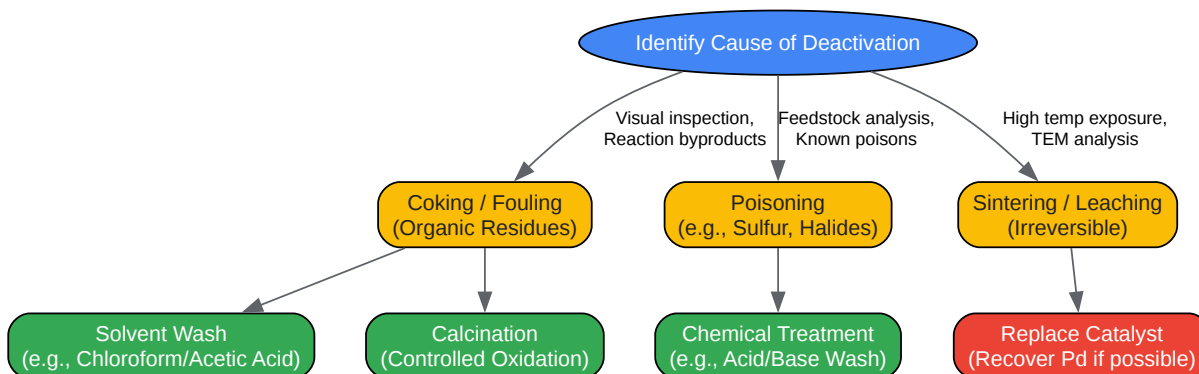 Identify Cause of Deactivation
Visual inspection,
Reaction byproducts
Feedstock analysis,
Known poisons
High temp exposure,
TEM analysis
Coking / Fouling
(Organic Residues)
Poisoning
(e.g., Sulfur, Halides)
Sintering / Leaching
(Irreversible)
Solvent Wash
(e.g., Chloroform/Acetic Acid)
Calcination
(Controlled Oxidation)
Chemical Treatment
(e.g., Acid/Base Wash)
Replace Catalyst
(Recover Pd if possible)